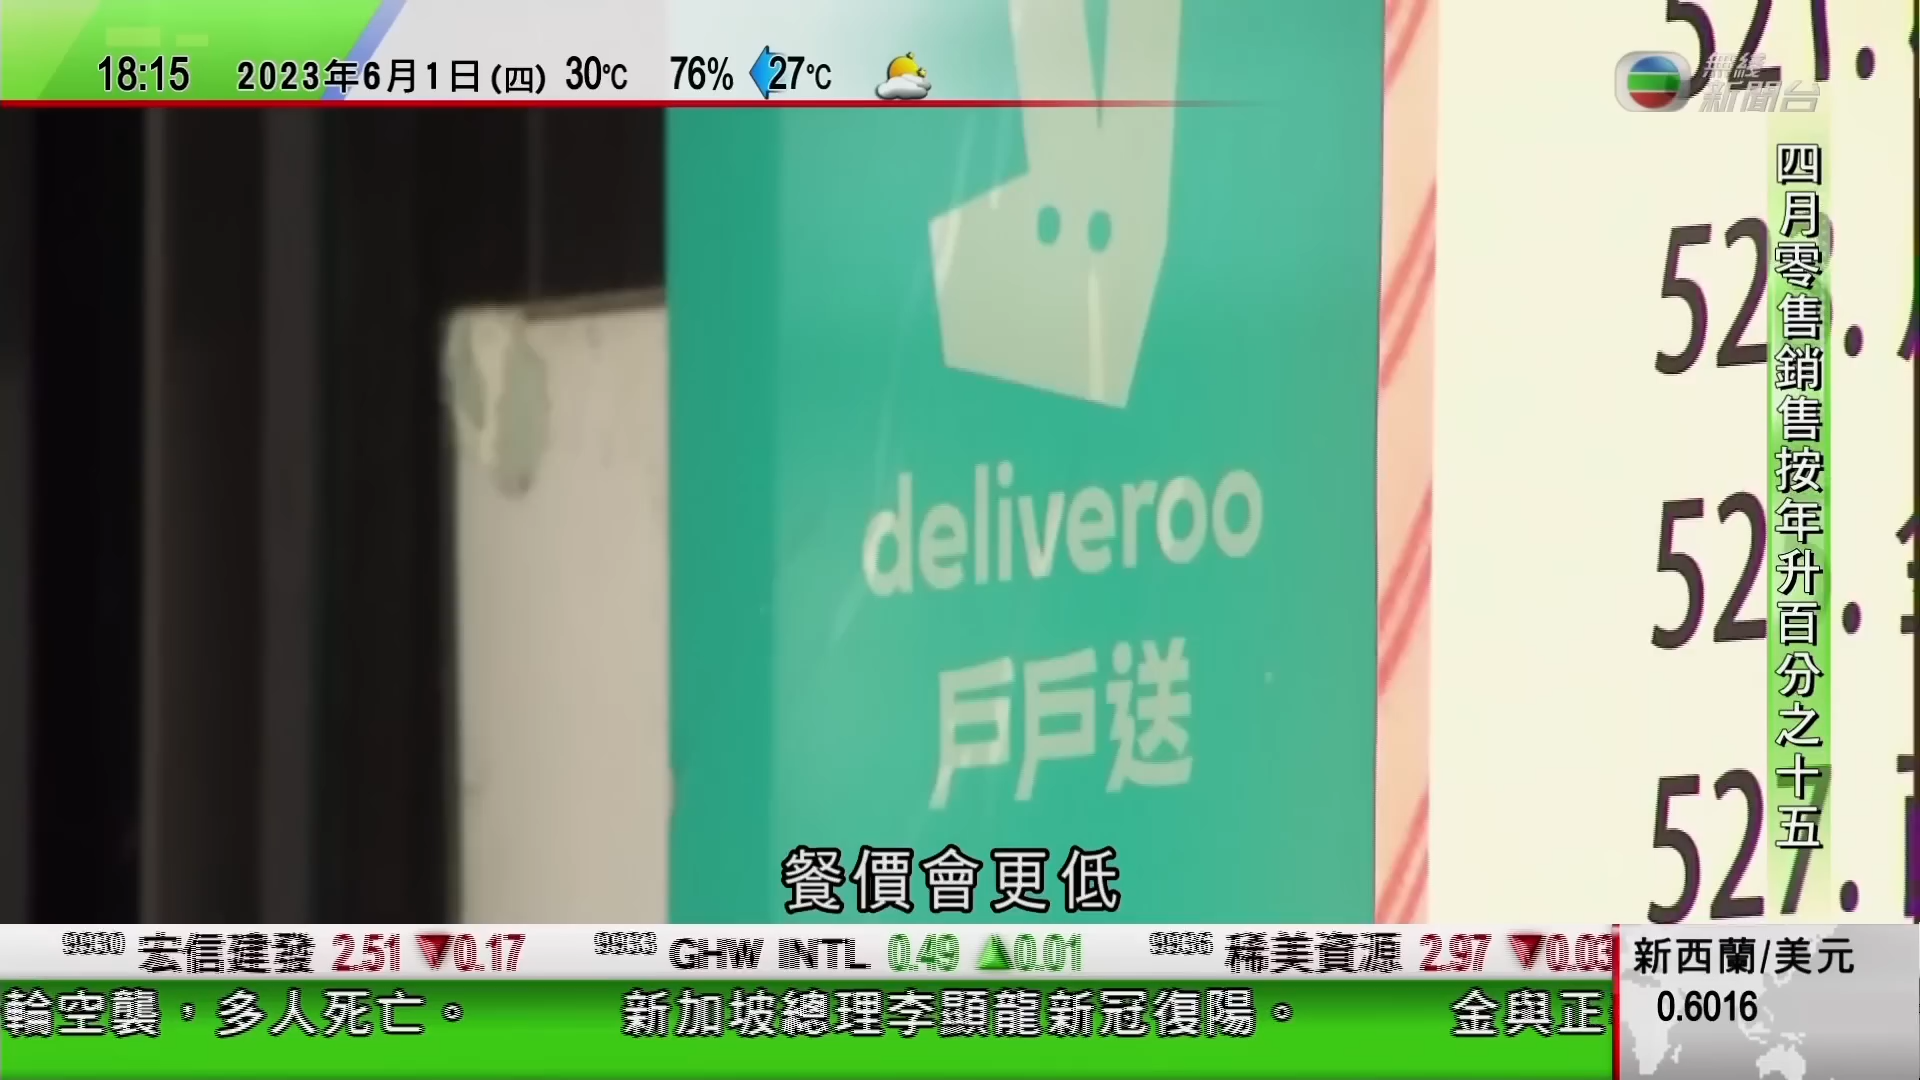 18:15 2023年6月1日(四) 30°C 76% 27°C
無綫
新聞台
521.
四月零售銷售按年升百分之十五
deliveroo
戶戶送
527.
餐價會更低
9930 宏信建發 2.51 ▼0.17 9933 GHW INTL 0.49 ▲0.01 9936 稀美資源 2.97 ▼0.03
新西蘭/美元
0.6016
輪空襲，多人死亡。 新加坡總理李顯龍新冠復陽。 金與正